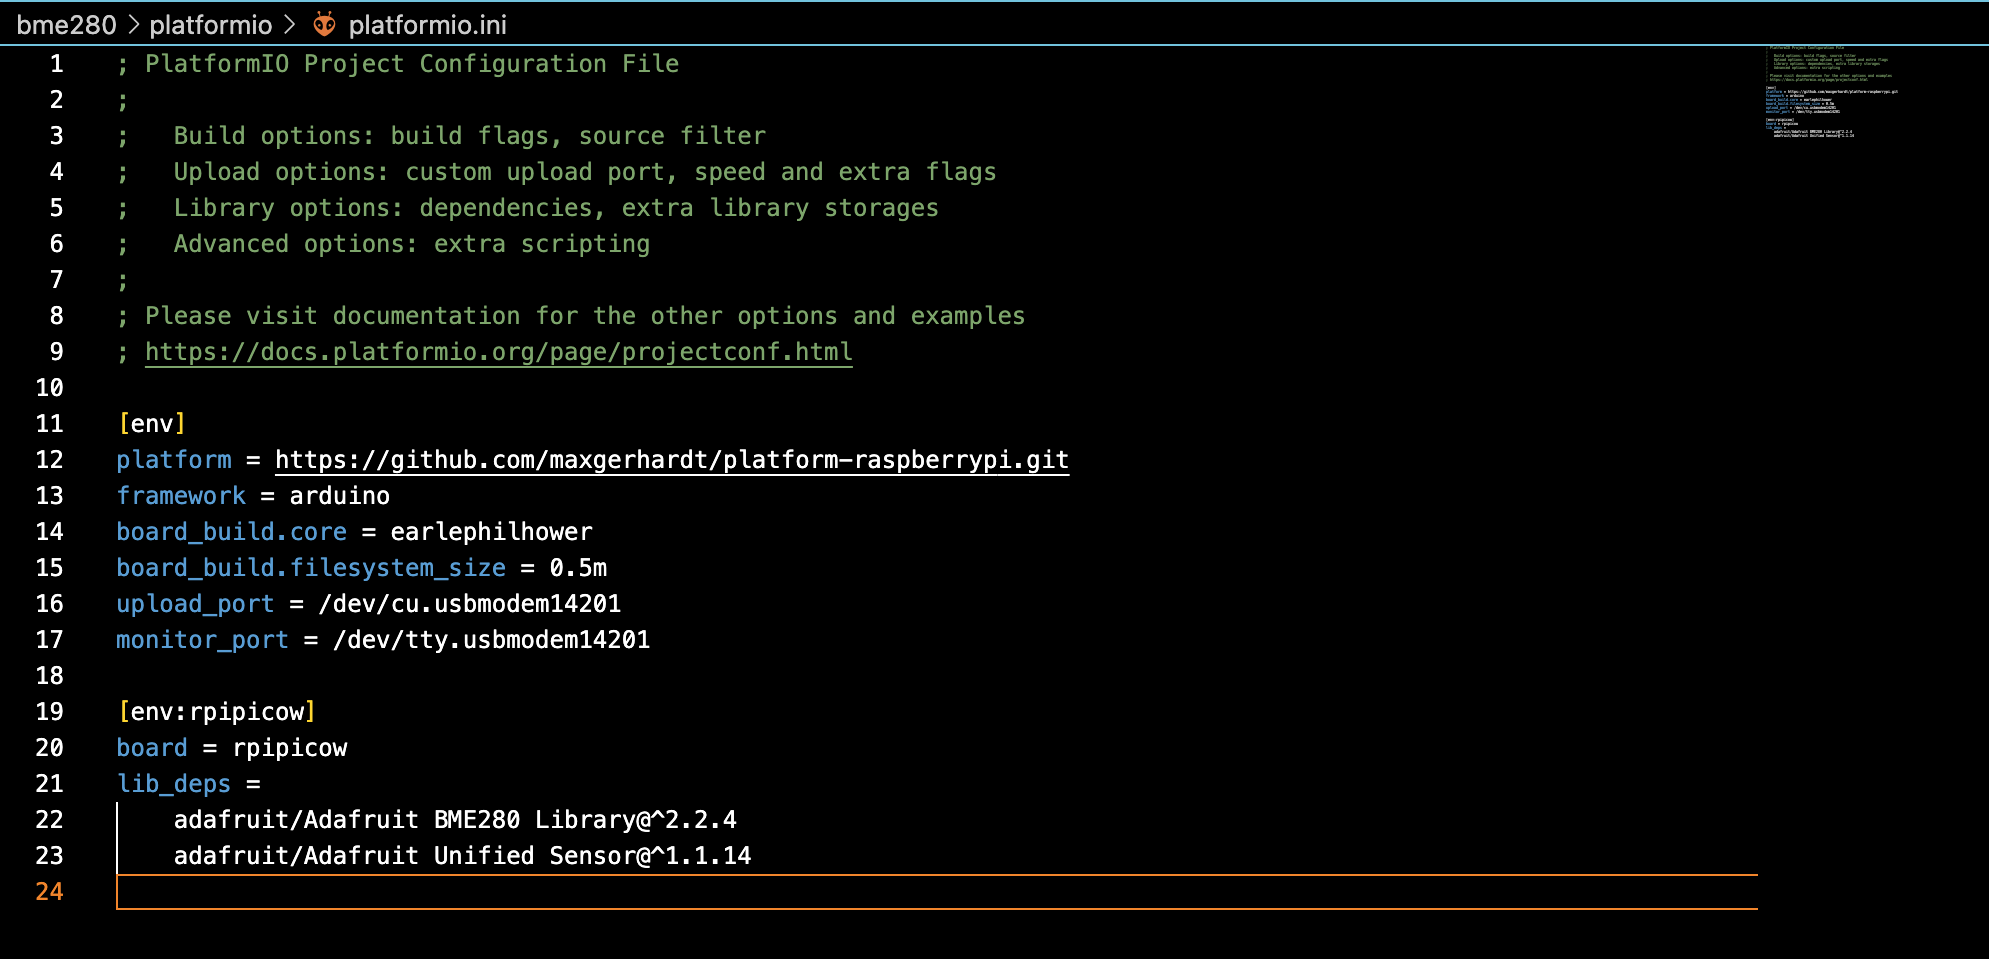 bme280 > platformio > platformio.ini
1 ; PlatformIO Project Configuration File
2 ;
3 ;   Build options: build flags, source filter
4 ;   Upload options: custom upload port, speed and extra flags
5 ;   Library options: dependencies, extra library storages
6 ;   Advanced options: extra scripting
7 ;
8 ; Please visit documentation for the other options and examples
9 ; https://docs.platformio.org/page/projectconf.html
10
11 [env]
12 platform = https://github.com/maxgerhardt/platform-raspberrypi.git
13 framework = arduino
14 board_build.core = earlephilhower
15 board_build.filesystem_size = 0.5m
16 upload_port = /dev/cu.usbmodem14201
17 monitor_port = /dev/tty.usbmodem14201
18
19 [env:rpipicow]
20 board = rpipicow
21 lib_deps =
22     adafruit/Adafruit BME280 Library@^2.2.4
23     adafruit/Adafruit Unified Sensor@^1.1.14
24